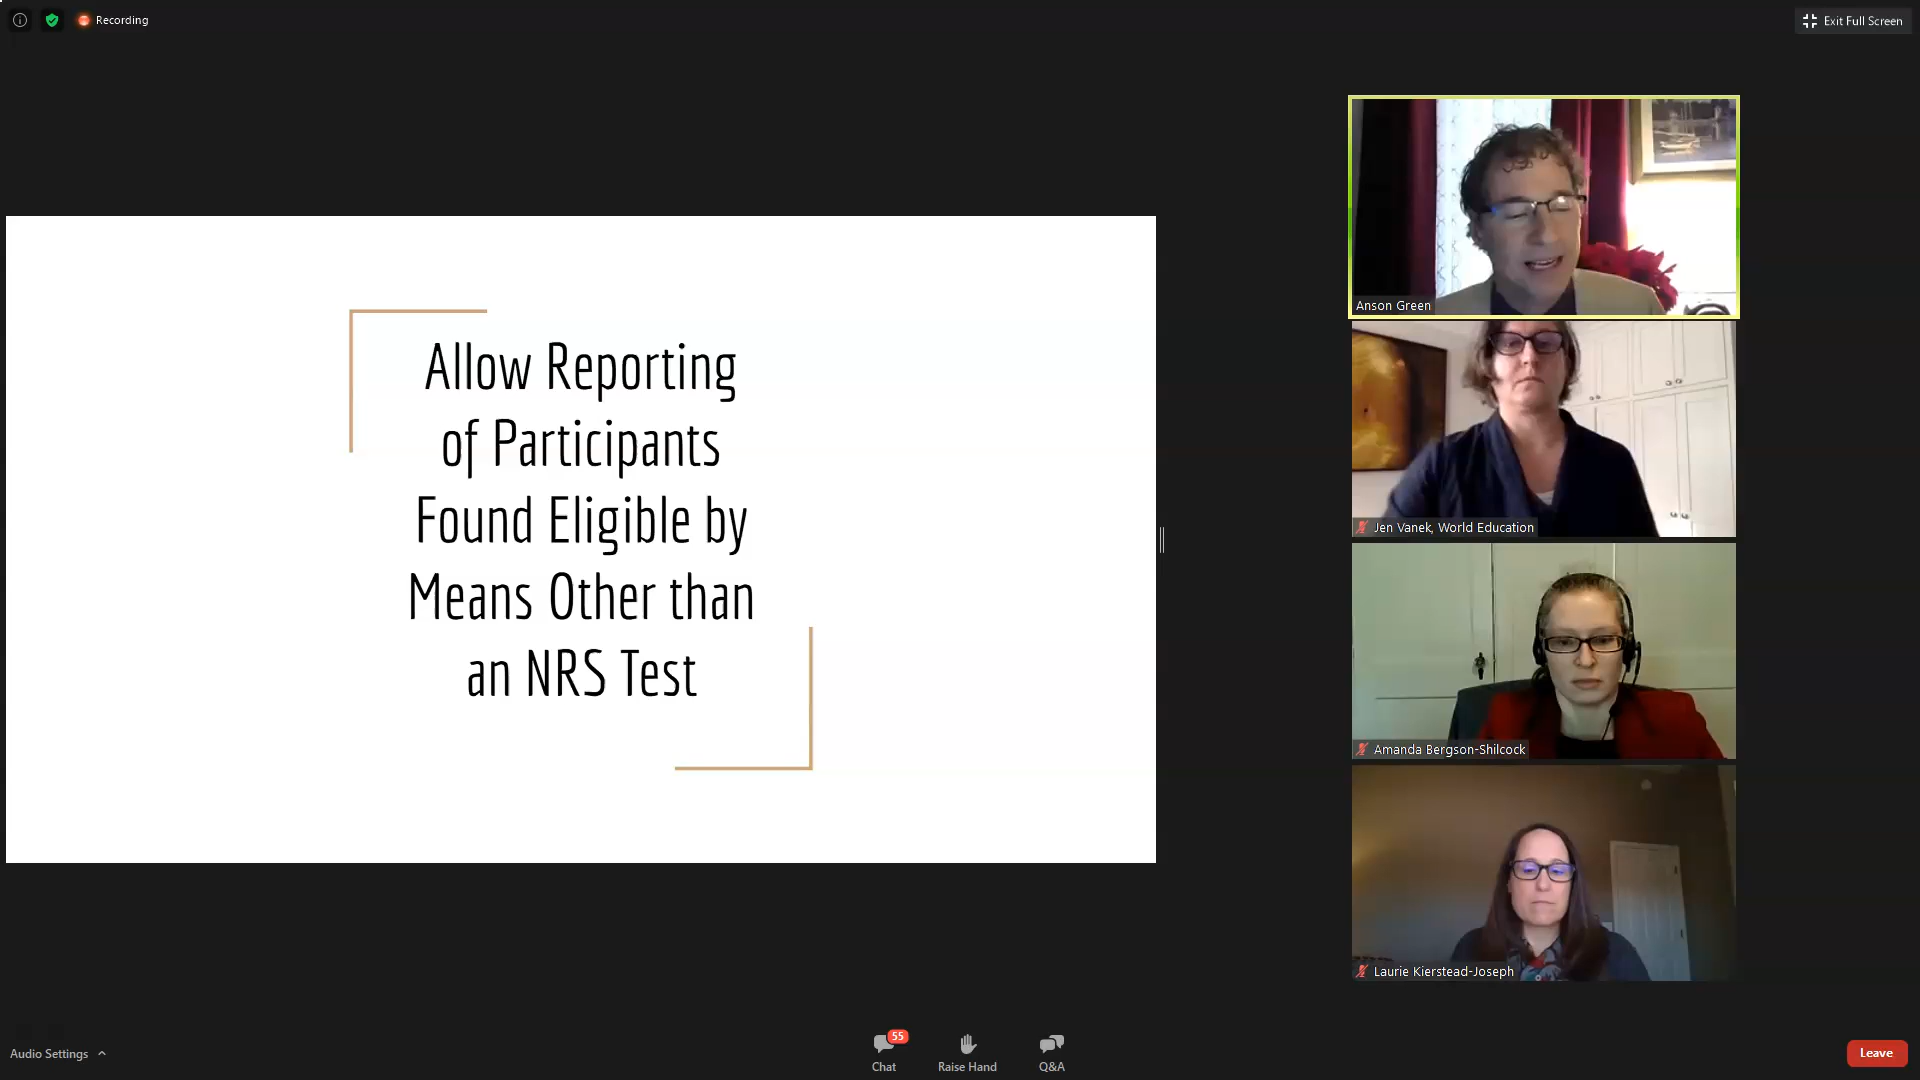 Recording
Exit Full Screen
Allow Reporting
of Participants
Found Eligible by
Means Other than
an NRS Test
Anson Green
Jen Vanek, World Education
Amanda Bergson-Shilcock
Laurie Kierstead-Joseph
Audio Settings
55
Chat
Raise Hand
Q&A
Leave